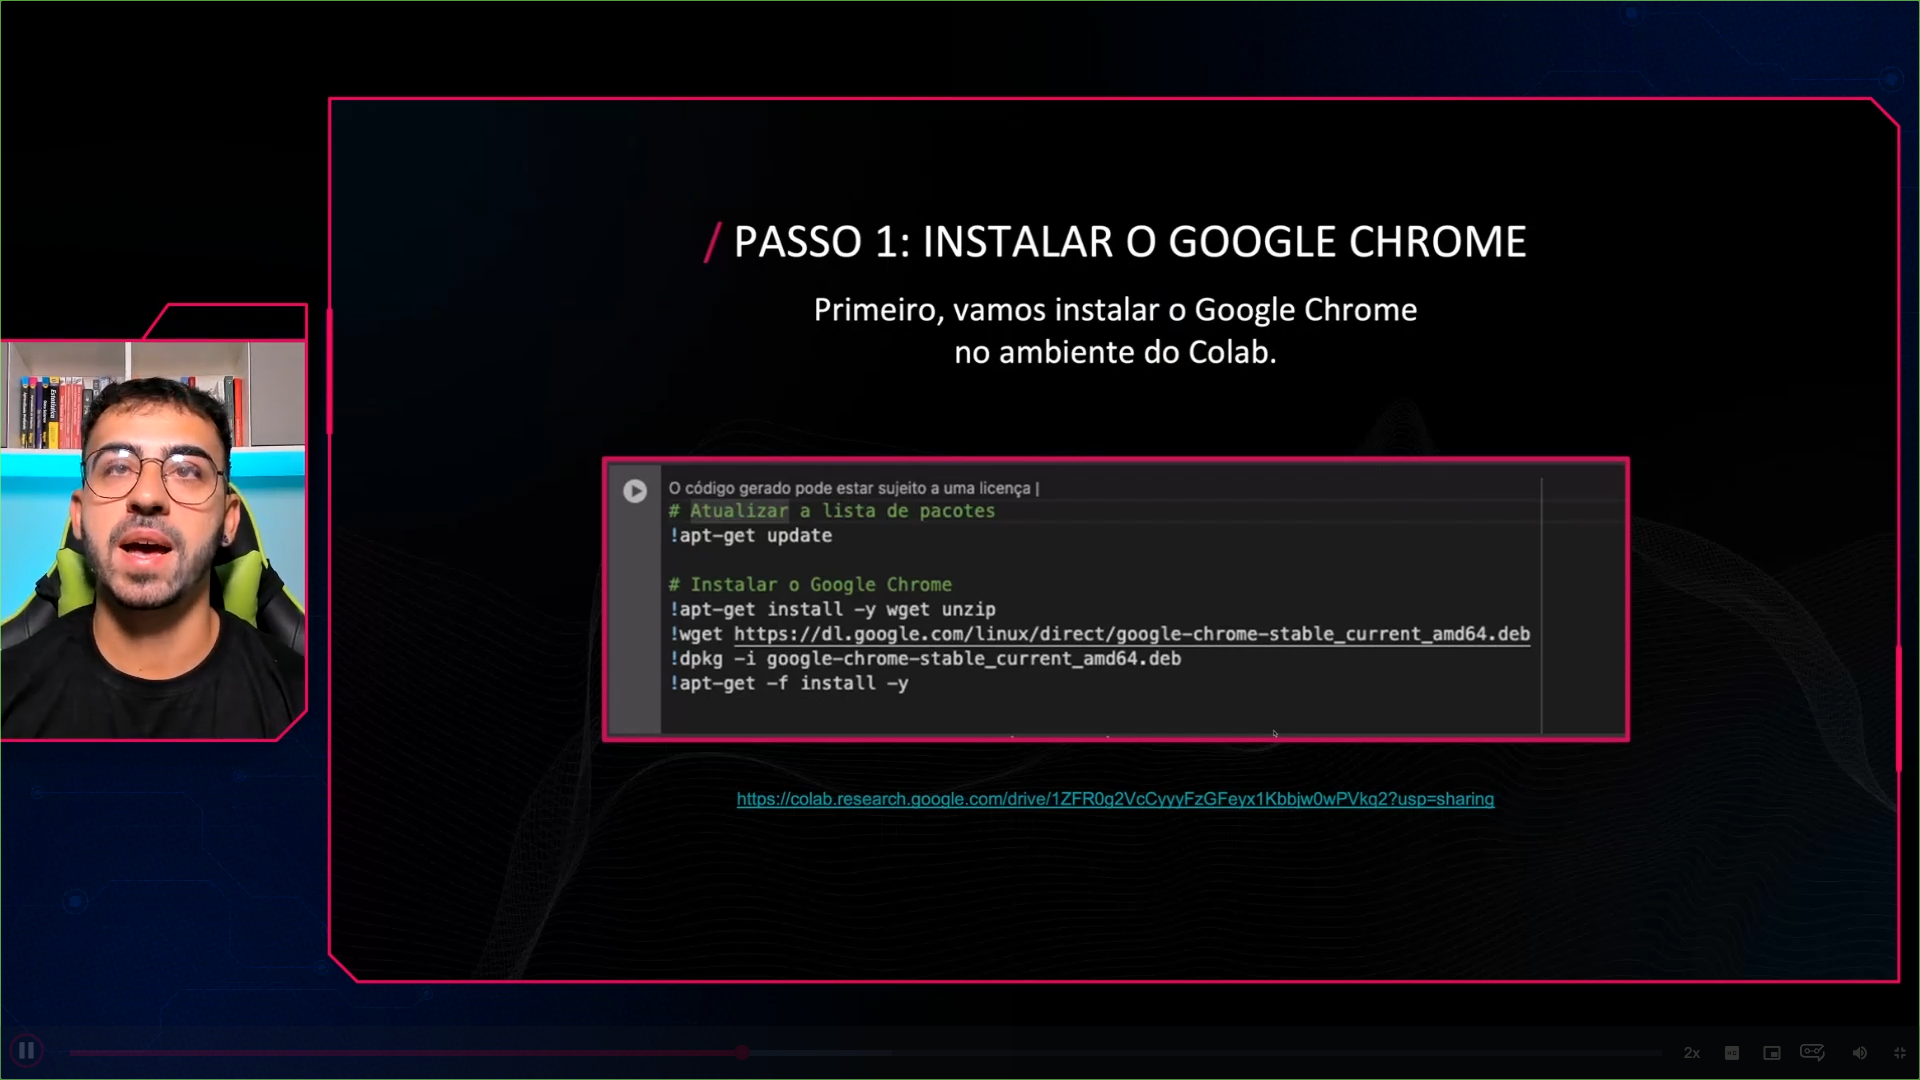 / PASSO 1: INSTALAR O GOOGLE CHROME
Primeiro, vamos instalar o Google Chrome
no ambiente do Colab.
O código gerado pode estar sujeito a uma licença |
# Atualizar a lista de pacotes
!apt-get update
# Instalar o Google Chrome
!apt-get install -y wget unzip
!wget https://dl.google.com/linux/direct/google-chrome-stable_current_amd64.deb
!dpkg -i google-chrome-stable_current_amd64.deb
!apt-get -f install -y
https://colab.research.google.com/drive/1ZFR0g2VcCyyyFzGFeyx1Kbbjw0wPVkq2?usp=sharing
Estatística
2x